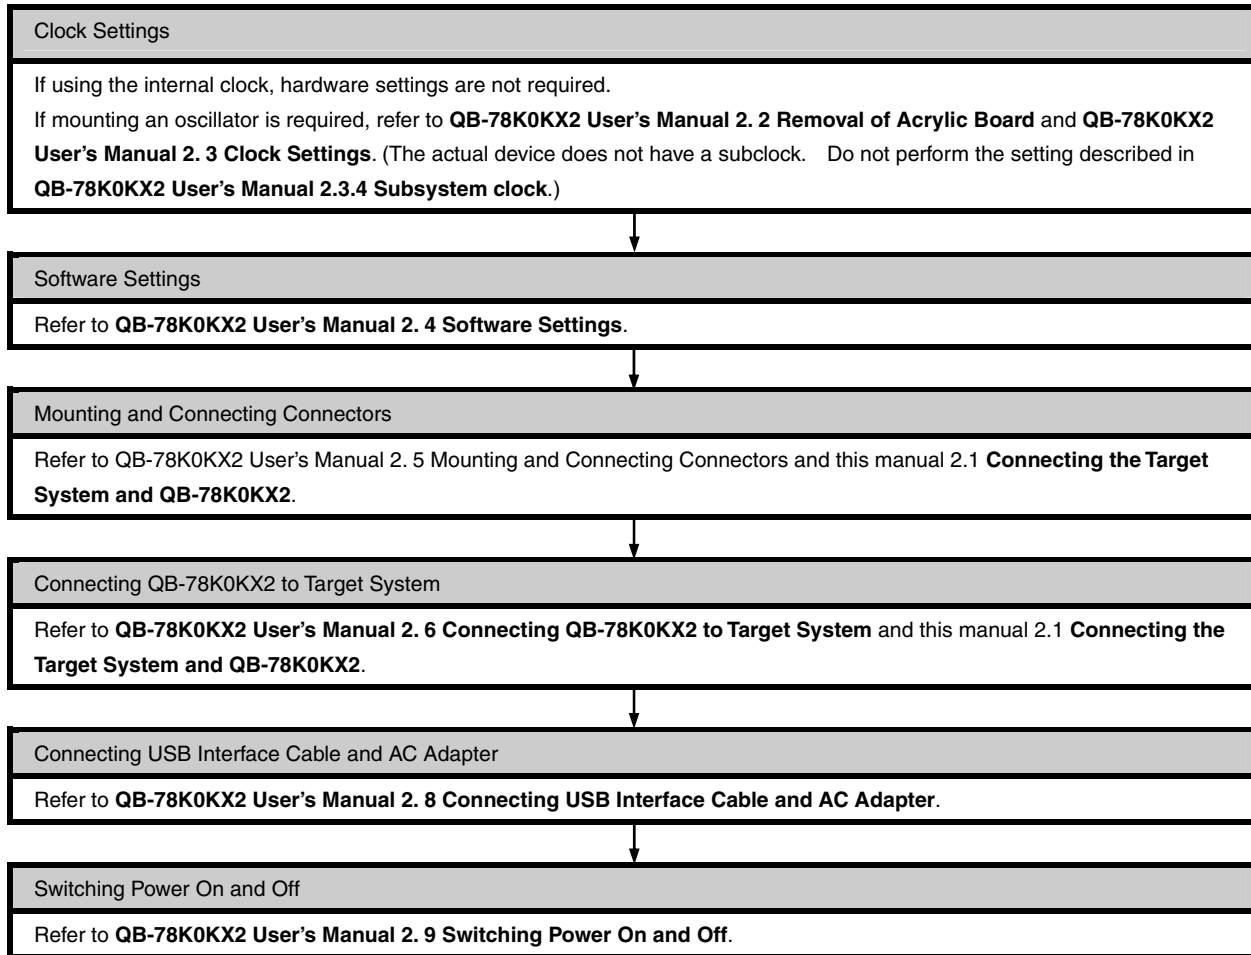 Clock Settings
If using the internal clock, hardware settings are not required.
If mounting an oscillator is required, refer to QB-78K0KX2 User's Manual 2. 2 Removal of Acrylic Board and QB-78K0KX2
User's Manual 2. 3 Clock Settings. (The actual device does not have a subclock. Do not perform the setting described in
QB-78K0KX2 User's Manual 2.3.4 Subsystem clock.)
Software Settings
Refer to QB-78K0KX2 User's Manual 2. 4 Software Settings.
Mounting and Connecting Connectors
Refer to QB-78K0KX2 User's Manual 2. 5 Mounting and Connecting Connectors and this manual 2.1 Connecting the Target
System and QB-78K0KX2.
Connecting QB-78K0KX2 to Target System
Refer to QB-78K0KX2 User's Manual 2. 6 Connecting QB-78K0KX2 to Target System and this manual 2.1 Connecting the
Target System and QB-78K0KX2.
Connecting USB Interface Cable and AC Adapter
Refer to QB-78K0KX2 User's Manual 2. 8 Connecting USB Interface Cable and AC Adapter.
Switching Power On and Off
Refer to QB-78K0KX2 User's Manual 2. 9 Switching Power On and Off.